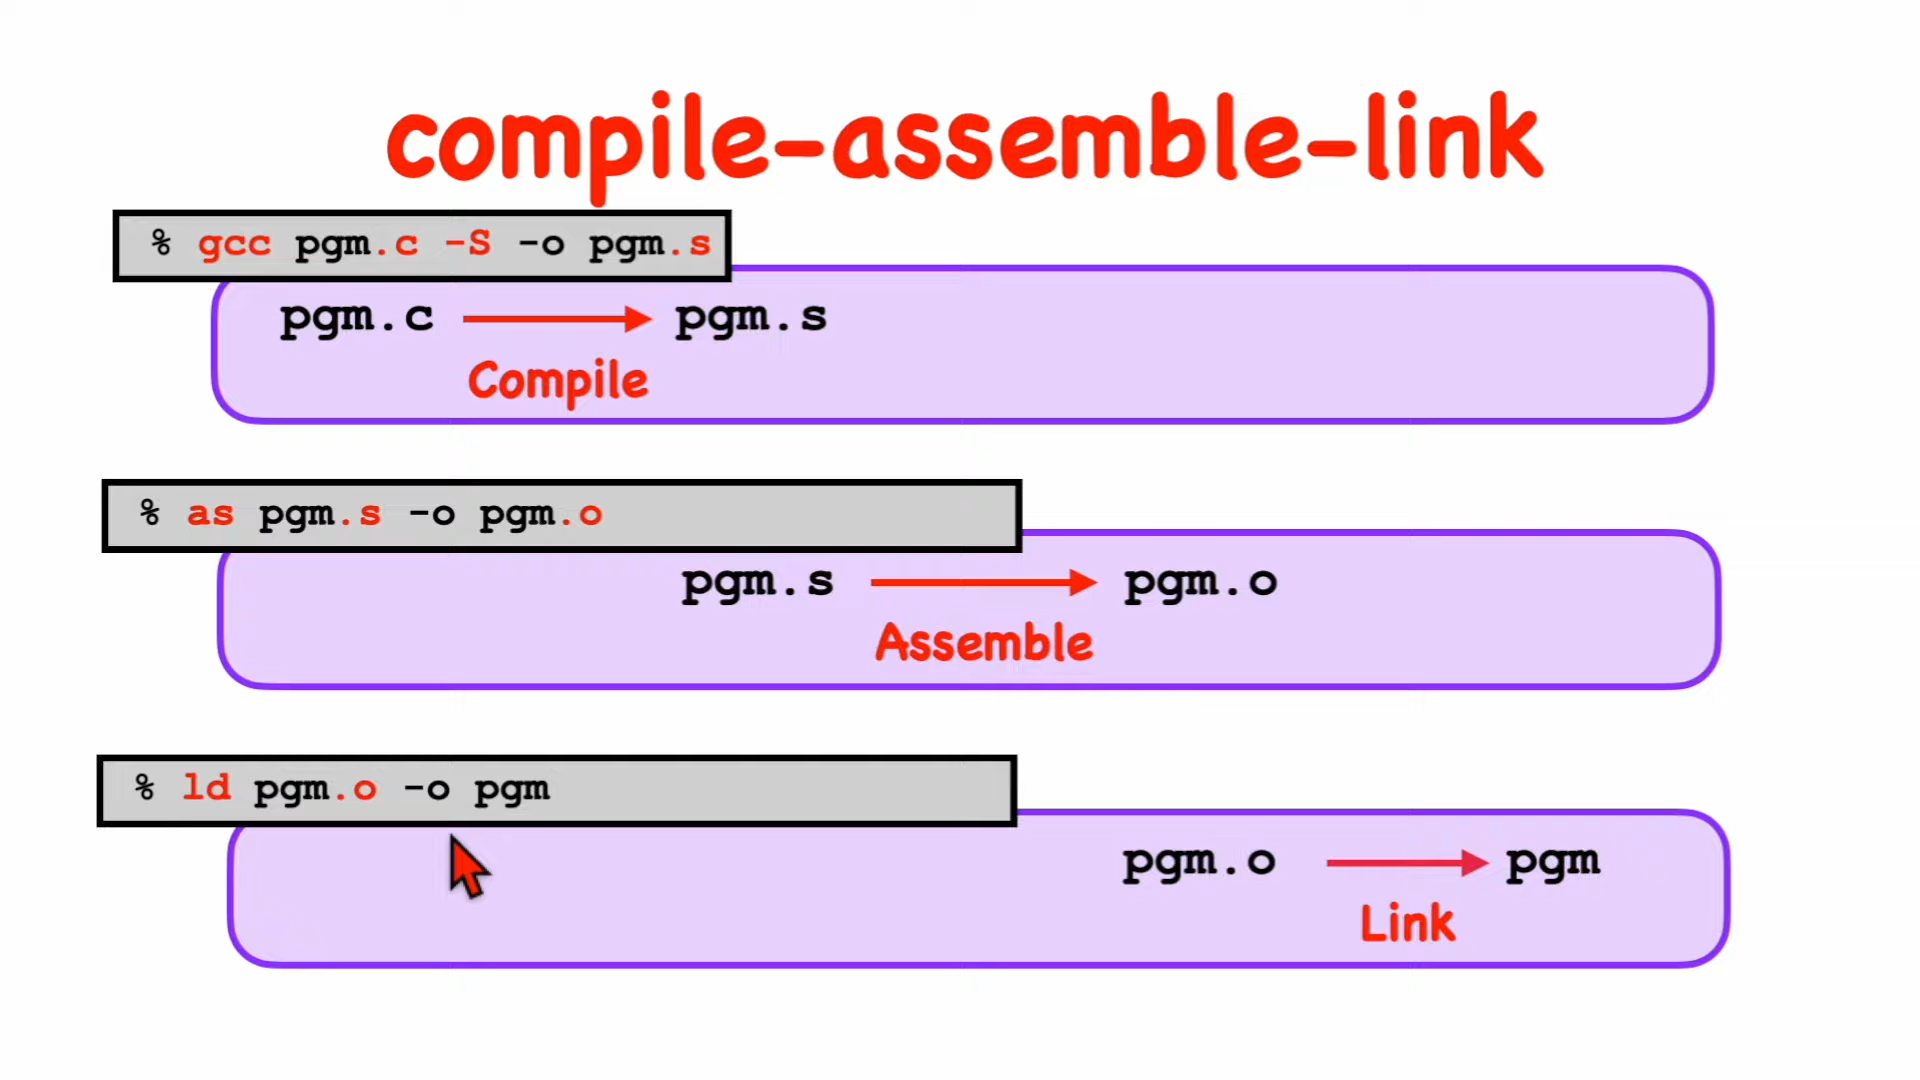 compile-assemble-link
% gcc pgm.c -S -o pgm.s
pgm.c pgm.s
Compile
% as pgm.s -o pgm.o
pgm.s pgm.o
Assemble
% ld pgm.o -o pgm
pgm.o pgm
Link